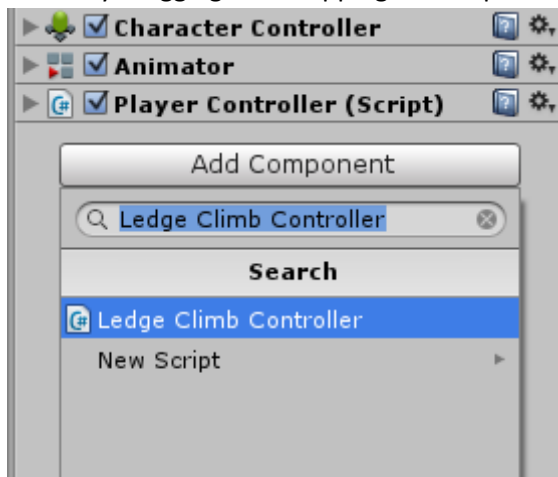 Character Controller
Animator
Player Controller (Script)
Add Component
Ledge Climb Controller
Search
Ledge Climb Controller
New Script